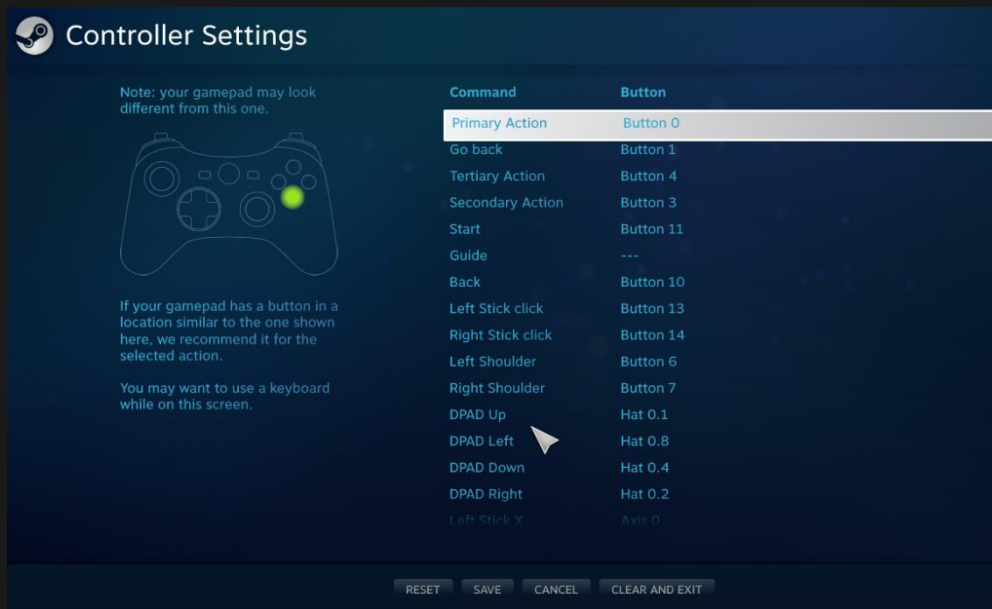 Controller Settings
Note: your gamepad may look
different from this one.
If your gamepad has a button in a
location similar to the one shown
here, we recommend it for the
selected action.
You may want to use a keyboard
while on this screen.
Command Button
Primary Action Button 0
Go back Button 1
Tertiary Action Button 4
Secondary Action Button 3
Start Button 11
Guide ---
Back Button 10
Left Stick click Button 13
Right Stick click Button 14
Left Shoulder Button 6
Right Shoulder Button 7
DPAD Up Hat 0.1
DPAD Left Hat 0.8
DPAD Down Hat 0.4
DPAD Right Hat 0.2
Left Stick X Axis 0
RESET SAVE CANCEL CLEAR AND EXIT